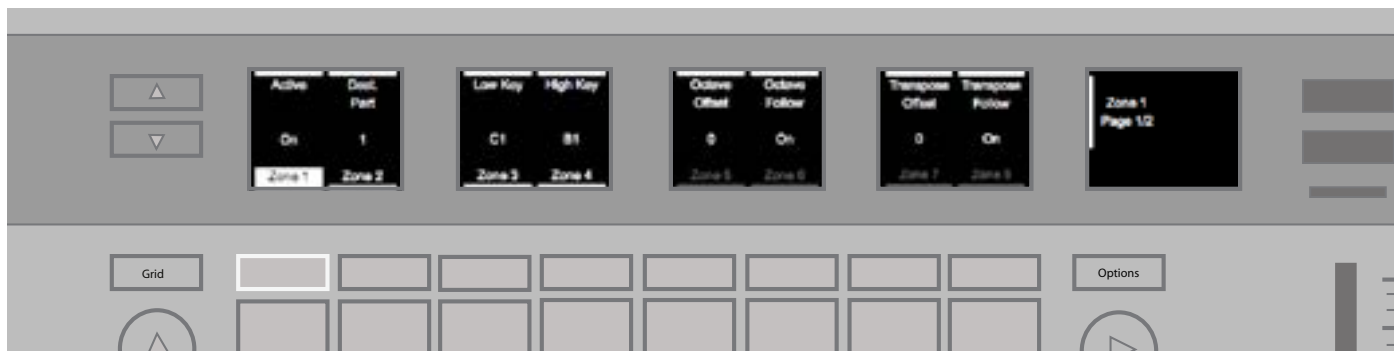 Active Dest. Part
On 1
Zone 1 Zone 2
Low Key High Key
C1 B1
Zone 3 Zone 4
Octave Offset Octave Follow
0 On
Zone 5 Zone 6
Transpose Offset Transpose Follow
0 On
Zone 7 Zone 8
Zone 1
Page 1/2
Grid
Options